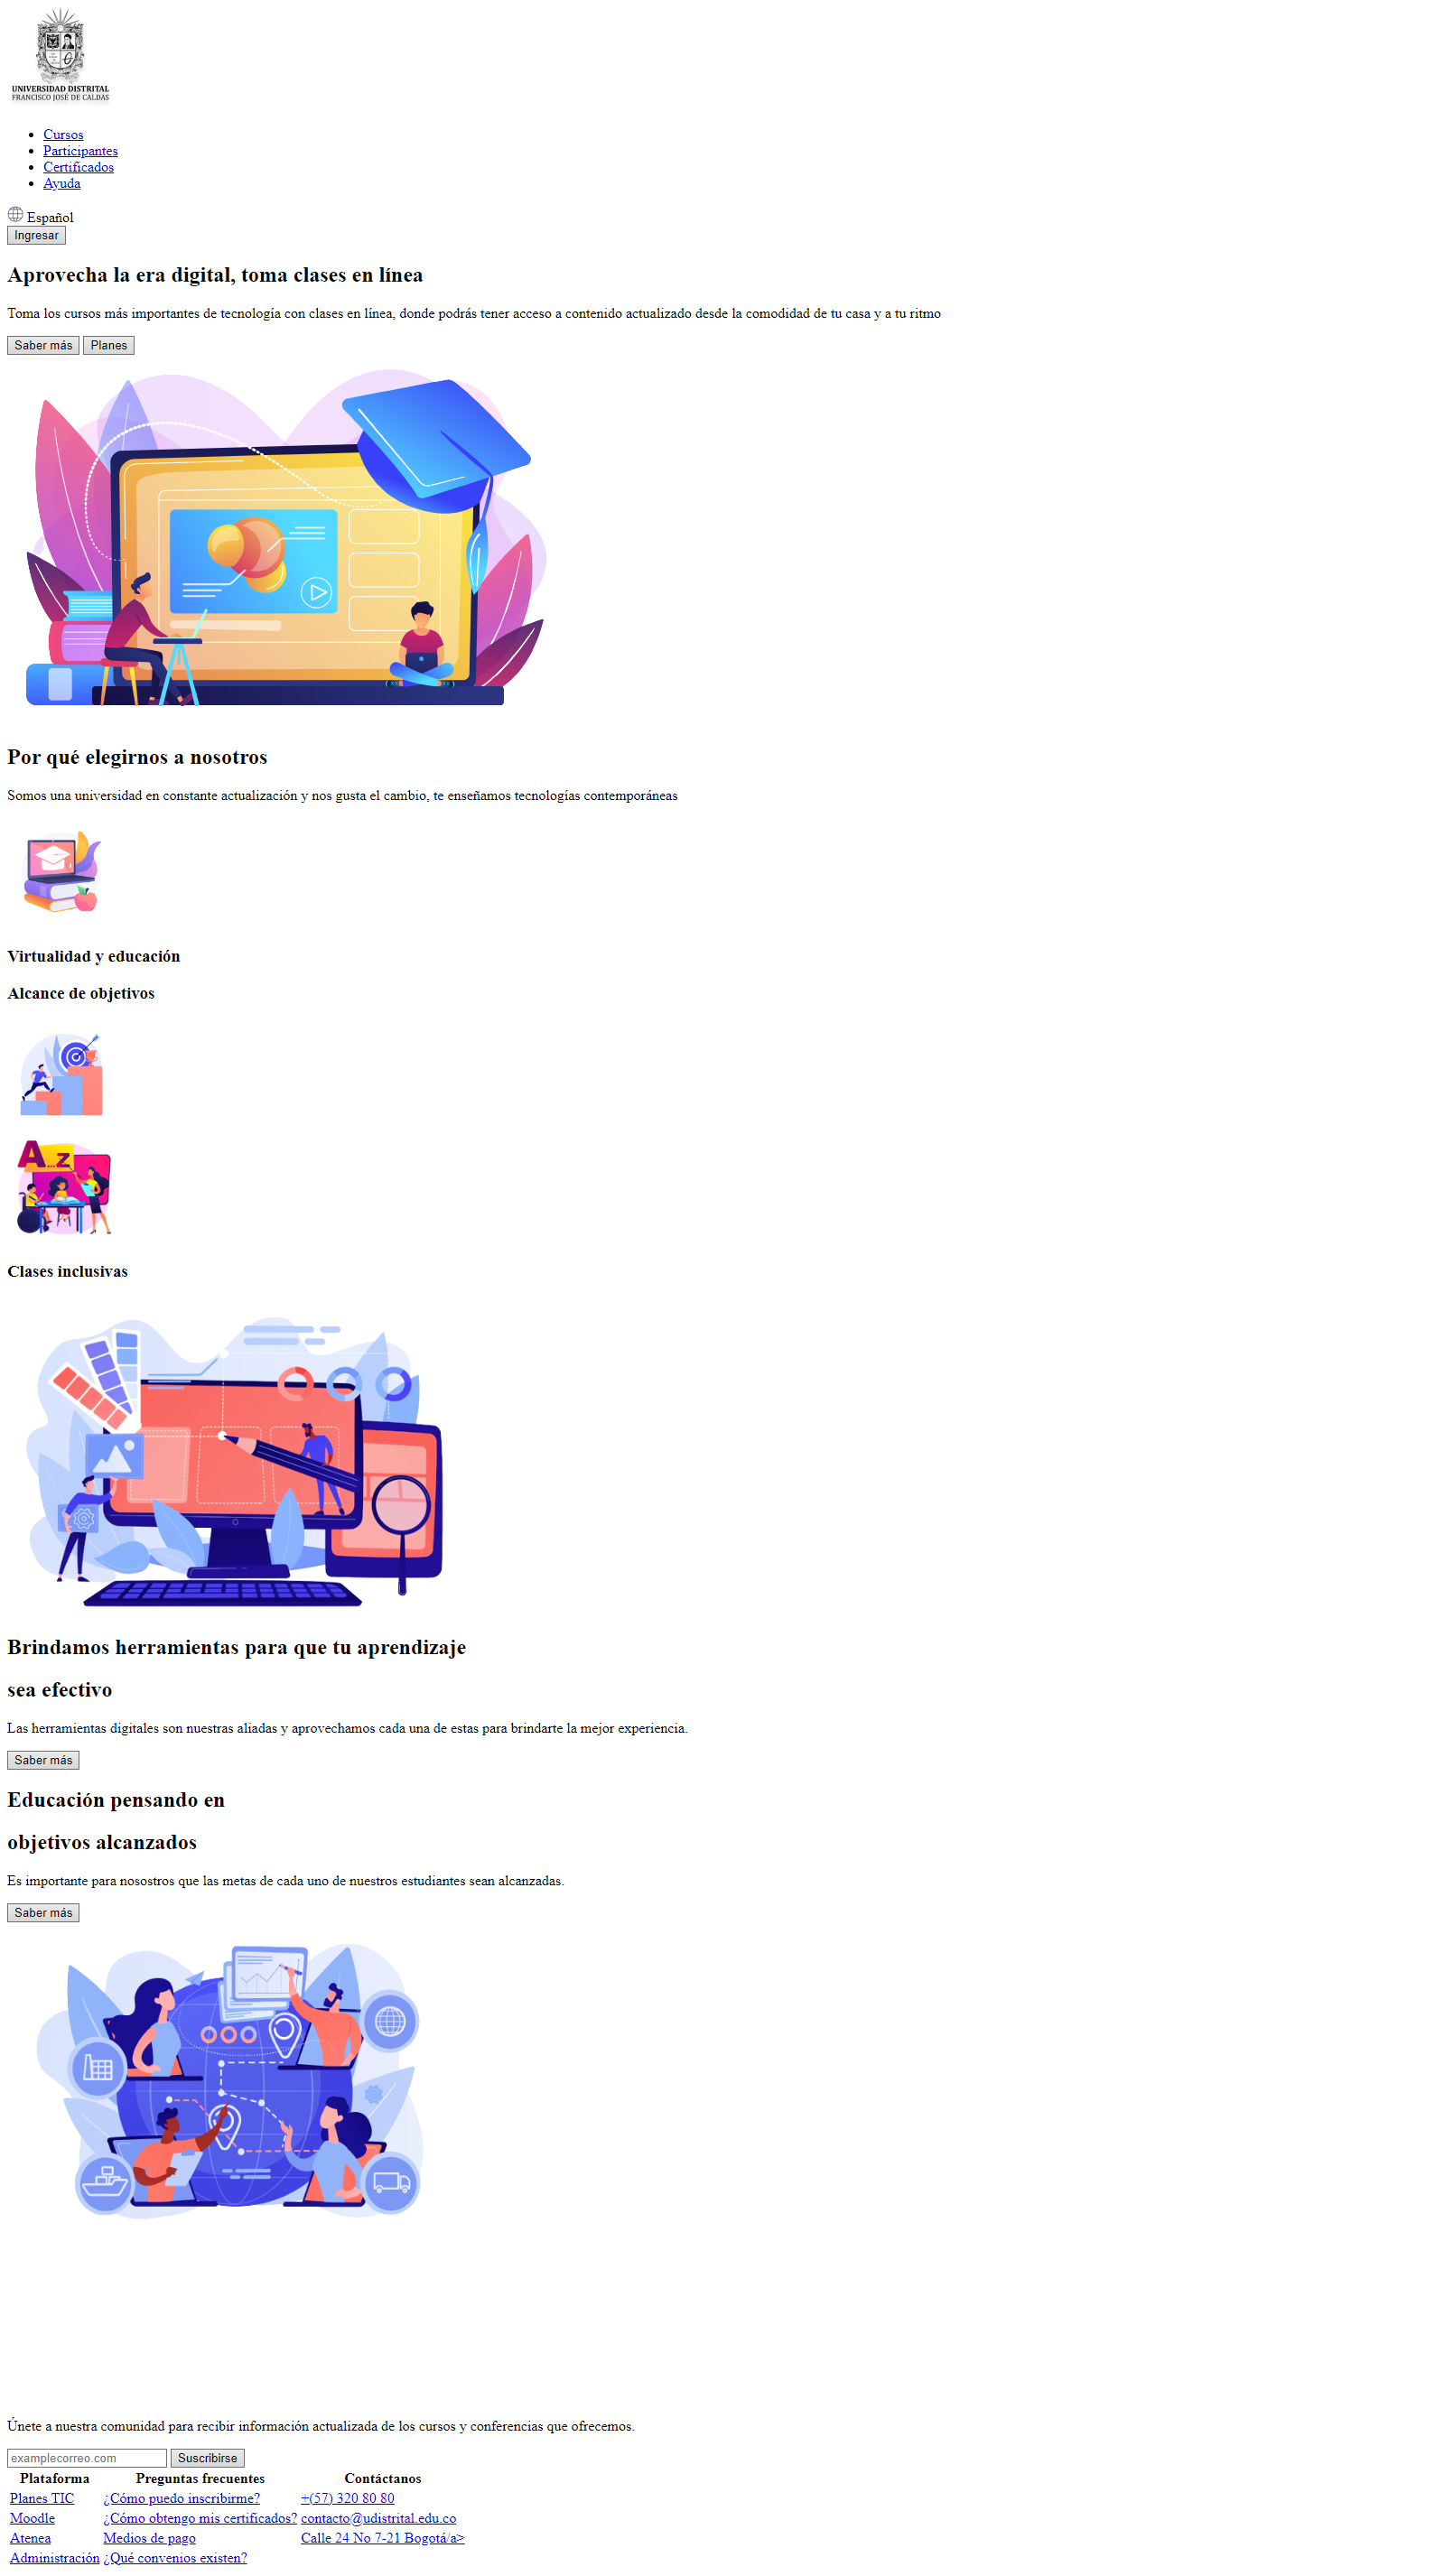 UNIVERSIDAD DISTRITAL
FRANCISCO JOSÉ DE CALDAS
Cursos
Participantes
Certificados
Ayuda
Español
Ingresar
Aprovecha la era digital, toma clases en línea
Toma los cursos más importantes de tecnología con clases en línea, donde podrás tener acceso a contenido actualizado desde la comodidad de tu casa y a tu ritmo
Saber más Planes
Por qué elegirnos a nosotros
Somos una universidad en constante actualización y nos gusta el cambio, te enseñamos tecnologías contemporáneas
Virtualidad y educación
Alcance de objetivos
A...Z
Clases inclusivas
Brindamos herramientas para que tu aprendizaje
sea efectivo
Las herramientas digitales son nuestras aliadas y aprovechamos cada una de estas para brindarte la mejor experiencia.
Saber más
Educación pensando en
objetivos alcanzados
Es importante para nosostros que las metas de cada uno de nuestros estudiantes sean alcanzadas.
Saber más
Únete a nuestra comunidad para recibir información actualizada de los cursos y conferencias que ofrecemos.
examplecorreo.com Suscribirse
Plataforma Preguntas frecuentes Contáctanos
Planes TIC ¿Cómo puedo inscribirme? +(57) 320 80 80
Moodle ¿Cómo obtengo mis certificados? contacto@udistrital.edu.co
Atenea Medios de pago Calle 24 No 7-21 Bogotá/a>
Administración ¿Qué convenios existen?